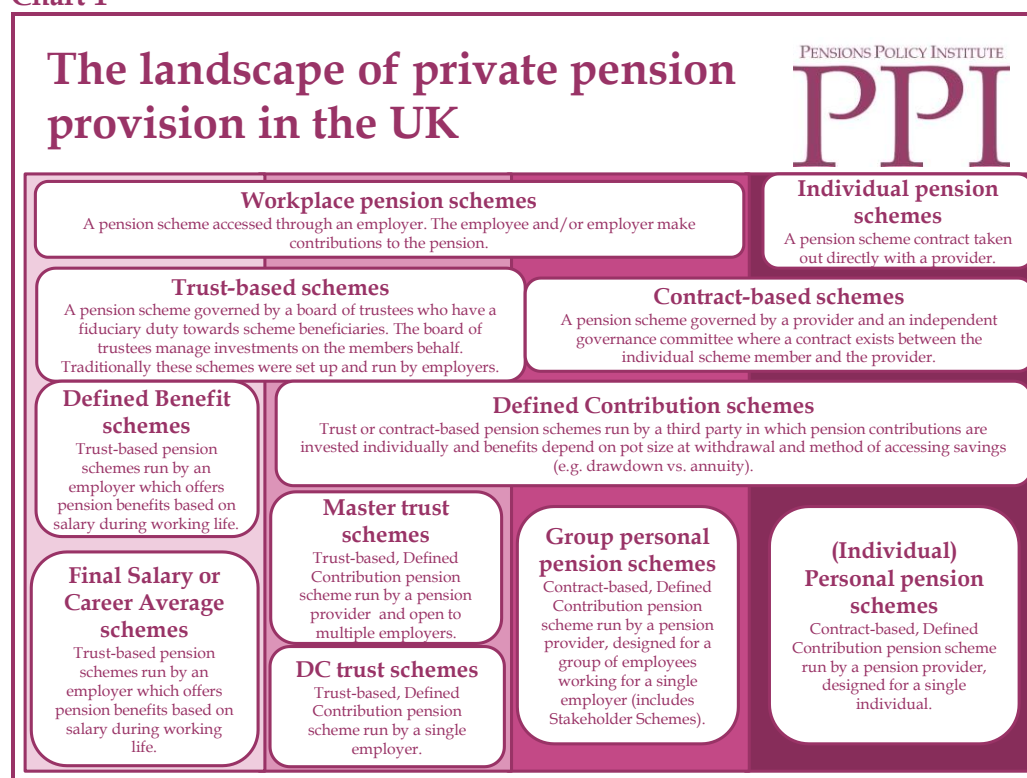 Chart 1
The landscape of private pension
provision in the UK
PENSIONS POLICY INSTITUTE
PPI
Workplace pension schemes
A pension scheme accessed through an employer. The employee and/or employer make
contributions to the pension.
Individual pension
schemes
A pension scheme contract taken
out directly with a provider.
Trust-based schemes
A pension scheme governed by a board of trustees who have a
fiduciary duty towards scheme beneficiaries. The board of
trustees manage investments on the members behalf.
Traditionally these schemes were set up and run by employers.
Contract-based schemes
A pension scheme governed by a provider and an independent
governance committee where a contract exists between the
individual scheme member and the provider.
Defined Benefit
schemes
Trust-based pension
schemes run by an
employer which offers
pension benefits based on
salary during working life.
Defined Contribution schemes
Trust or contract-based pension schemes run by a third party in which pension contributions are
invested individually and benefits depend on pot size at withdrawal and method of accessing savings
(e.g. drawdown vs. annuity).
Final Salary or
Career Average
schemes
Trust-based pension
schemes run by an
employer which offers
pension benefits based on
salary during working
life.
Master trust
schemes
Trust-based, Defined
Contribution pension
scheme run by a pension
provider and open to
multiple employers.
DC trust schemes
Trust-based, Defined
Contribution pension
scheme run by a single
employer.
Group personal
pension schemes
Contract-based, Defined
Contribution pension
scheme run by a pension
provider, designed for a
group of employees
working for a single
employer (includes
Stakeholder Schemes).
(Individual)
Personal pension
schemes
Contract-based, Defined
Contribution pension scheme
run by a pension provider,
designed for a single
individual.